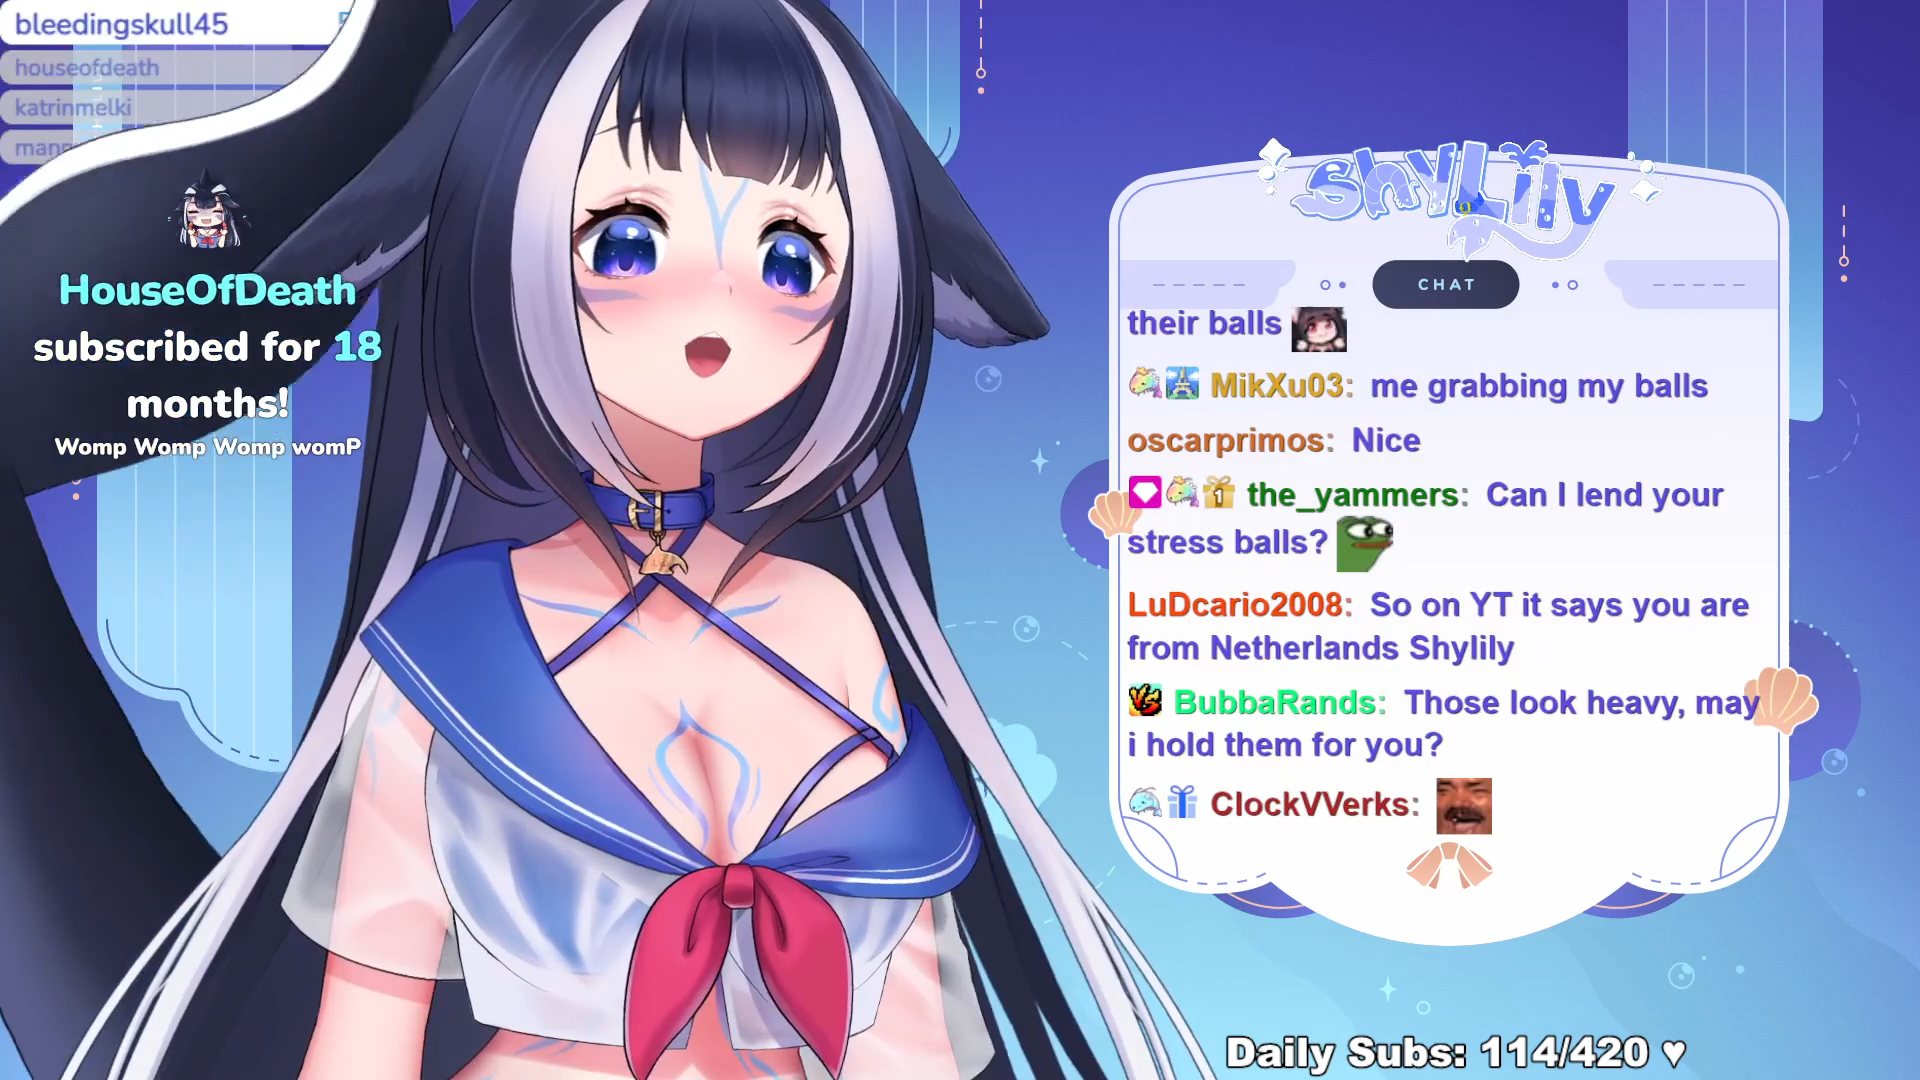 bleedingskull45
houseofdeath
katrinmelki
HouseOfDeath
subscribed for 18
months!
Womp Womp Womp womP
shyLily
CHAT
their balls
MikXu03: me grabbing my balls
oscarprimos: Nice
the_yammers: Can I lend your
stress balls?
LuDcario2008: So on YT it says you are
from Netherlands Shylily
BubbaRands: Those look heavy, may
i hold them for you?
ClockVVerks:
Daily Subs: 114/420 ♥